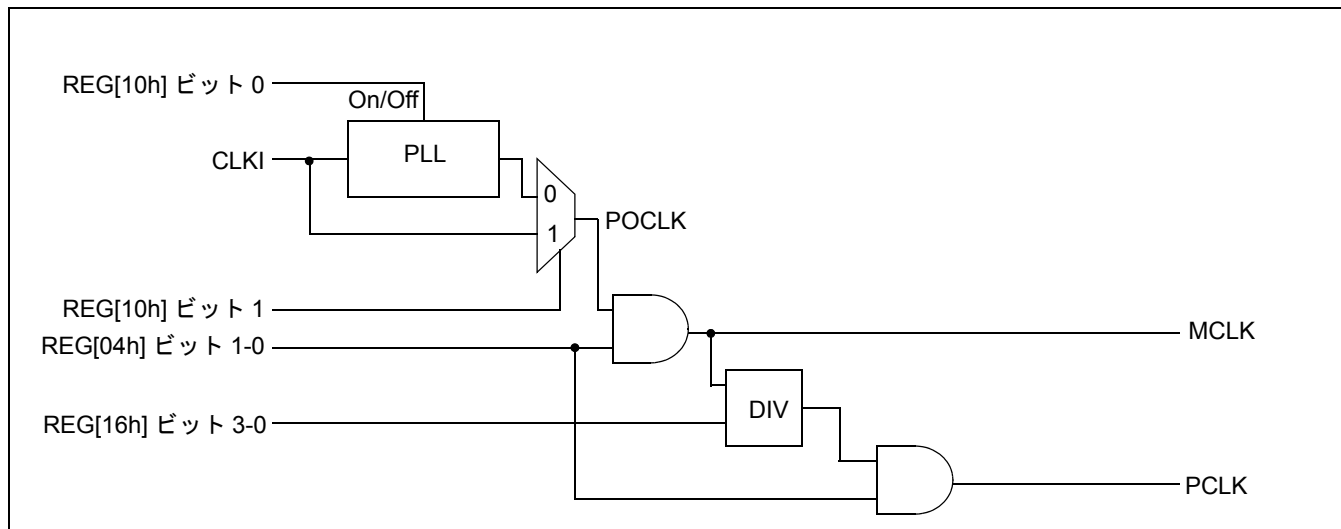 REG[10h] ビット 0
On/Off
CLKI
PLL
0
1
POCLK
REG[10h] ビット 1
REG[04h] ビット 1-0
MCLK
DIV
REG[16h] ビット 3-0
PCLK